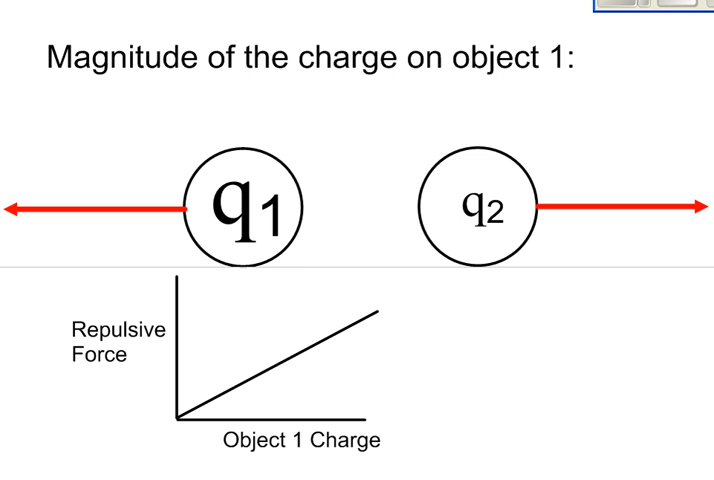 Magnitude of the charge on object 1:
q1
q2
Repulsive
Force
Object 1 Charge